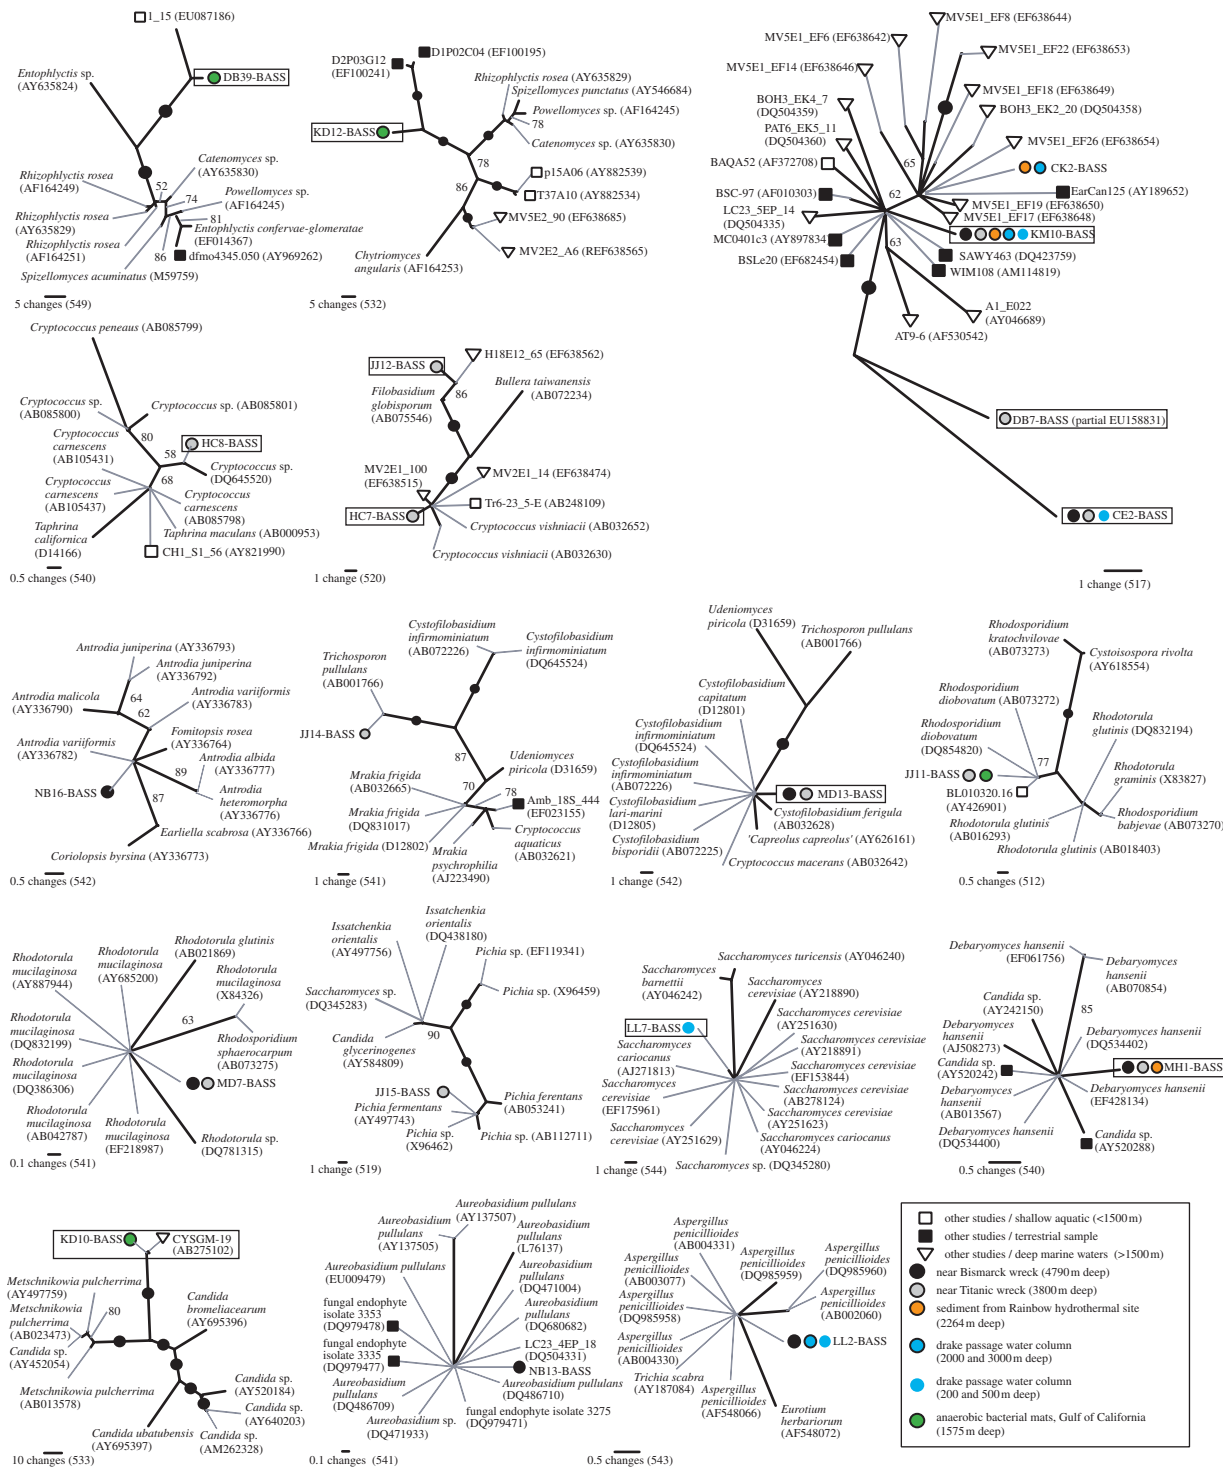 1_15 (EU087186)
Entophlyctis sp.
(AY635824)
DB39-BASS
Catenomyces sp.
(AY635830)
Rhizophlyctis rosea
(AF164249)
52
74
Powellomyces sp.
(AF164245)
Rhizophlyctis rosea
(AY635829)
81
Entophlyctis confervae-glomeratae
(EF014367)
Rhizophlyctis rosea
(AF164251)
86
dfmo4345.050 (AY969262)
Spizellomyces acuminatus (M59759)
5 changes (549)
D1P02C04 (EF100195)
D2P03G12
(EF100241)
Rhizophlyctis rosea (AY635829)
Spizellomyces punctatus (AY546684)
Powellomyces sp. (AF164245)
78
KD12-BASS
Catenomyces sp. (AY635830)
78
p15A06 (AY882539)
86
T37A10 (AY882534)
MV5E2_90 (EF638685)
MV2E2_A6 (REF638565)
Chytriomyces
angularis (AF164253)
5 changes (532)
MV5E1_EF8 (EF638644)
MV5E1_EF6 (EF638642)
MV5E1_EF22 (EF638653)
MV5E1_EF14 (EF638646)
MV5E1_EF18 (EF638649)
BOH3_EK4_7
(DQ504359)
BOH3_EK2_20 (DQ504358)
PAT6_EK5_11
(DQ504360)
MV5E1_EF26 (EF638654)
BAQA52 (AF372708)
65
CK2-BASS
BSC-97 (AF010303)
62
EarCan125 (AY189652)
MV5E1_EF19 (EF638650)
LC23_5EP_14
(DQ504335)
MV5E1_EF17 (EF638648)
KM10-BASS
MC0401c3 (AY897834)
63
SAWY463 (DQ423759)
BSLe20 (EF682454)
WIM108 (AM114819)
A1_E022
(AY046689)
AT9-6 (AF530542)
DB7-BASS (partial EU158831)
CE2-BASS
1 change (517)
Cryptococcus peneaus (AB085799)
Cryptococcus sp.
(AB085800)
Cryptococcus sp. (AB085801)
Cryptococcus
carnescens
(AB105431)
80
HC8-BASS
58
Cryptococcus sp.
(DQ645520)
68
Cryptococcus
carnescens
(AB105437)
Cryptococcus
carnescens
(AB085798)
Taphrina
californica
(D14166)
Taphrina maculans (AB000953)
CH1_S1_56 (AY821990)
0.5 changes (540)
H18E12_65 (EF638562)
JJ12-BASS
86
Bullera taiwanensis
(AB072234)
Filobasidium
globisporum
(AB075546)
MV2E1_100
(EF638515)
MV2E1_14 (EF638474)
Tr6-23_5-E (AB248109)
HC7-BASS
Cryptococcus vishniacii (AB032652)
Cryptococcus vishniacii (AB032630)
1 change (520)
Antrodia juniperina (AY336793)
Antrodia juniperina
(AY336792)
Antrodia malicola
(AY336790)
64
Antrodia variiformis
(AY336783)
62
Antrodia variiformis
(AY336782)
Fomitopsis rosea
(AY336764)
Antrodia albida
(AY336777)
89
NB16-BASS
87
Antrodia
heteromorpha
(AY336776)
Earliella scabrosa (AY336766)
Coriolopsis byrsina (AY336773)
0.5 changes (542)
Cystofilobasidium
infirmominiatum
(AB072226)
Cystofilobasidium
infirmominiatum
(DQ645524)
Trichosporon
pullulans
(AB001766)
JJ14-BASS
87
Udeniomyces
piricola (D31659)
Mrakia frigida
(AB032665)
70
78
Amb_18S_444
(EF023155)
Mrakia frigida
(DQ831017)
Mrakia frigida (D12802)
Cryptococcus
aquaticus
(AB032621)
Mrakia
psychrophilia
(AJ223490)
1 change (541)
Udeniomyces
piricola (D31659)
Trichosporon pullulans
(AB001766)
Cystofilobasidium
capitatum
(D12801)
Cystofilobasidium
infirmominiatum
(DQ645524)
Cystofilobasidium
infirmominiatum
(AB072226)
MD13-BASS
Cystofilobasidium
lari-marini
(D12805)
Cystofilobasidium ferigula
(AB032628)
Cystofilobasidium
bisporidii (AB072225)
'Capreolus capreolus' (AY626161)
Cryptococcus macerans (AB032642)
1 change (542)
Rhodosporidium
kratochvilovae
(AB073273)
Cystoisospora rivolta
(AY618554)
Rhodosporidium
diobovatum
(AB073272)
Rhodosporidium
diobovatum
(DQ854820)
Rhodotorula
glutinis (DQ832194)
77
JJ11-BASS
Rhodotorula
graminis (X83827)
BL010320.16
(AY426901)
Rhodotorula glutinis
(AB016293)
Rhodosporidium
babjevae (AB073270)
Rhodotorula glutinis (AB018403)
0.5 changes (512)
Rhodotorula glutinis
(AB021869)
Rhodotorula
mucilaginosa
(AY887944)
Rhodotorula
mucilaginosa
(AY685200)
Rhodotorula
mucilaginosa
(X84326)
Rhodotorula
mucilaginosa
(DQ832199)
63
Rhodosporidium
sphaerocarpum
(AB073275)
Rhodotorula
mucilaginosa
(DQ386306)
MD7-BASS
Rhodotorula
mucilaginosa
(AB042787)
Rhodotorula
mucilaginosa
(EF218987)
Rhodotorula sp.
(DQ781315)
0.1 changes (541)
Issatchenkia
orientalis
(AY497756)
Issatchenkia
orientalis
(DQ438180)
Pichia sp. (EF119341)
Saccharomyces sp.
(DQ345283)
Pichia sp. (X96459)
90
Candida
glycerinogenes
(AY584809)
JJ15-BASS
Pichia ferentans
(AB053241)
Pichia fermentans
(AY497743)
Pichia sp.
(X96462)
Pichia sp. (AB112711)
1 change (519)
Saccharomyces turicensis (AY046240)
Saccharomyces
barnettii
(AY046242)
Saccharomyces
cerevisiae (AY218890)
LL7-BASS
Saccharomyces cerevisiae
(AY251630)
Saccharomyces
cariocanus
(AJ271813)
Saccharomyces cerevisiae
(AY218891)
Saccharomyces cerevisiae
(EF153844)
Saccharomyces
cerevisiae
(EF175961)
Saccharomyces cerevisiae
(AB278124)
Saccharomyces cerevisiae
(AY251623)
Saccharomyces
cerevisiae (AY251629)
Saccharomyces cariocanus
(AY046224)
Saccharomyces sp. (DQ345280)
1 change (544)
Debaryomyces hansenii
(EF061756)
Debaryomyces
hansenii
(AB070854)
Candida sp.
(AY242150)
85
Debaryomyces
hansenii
(AJ508273)
Debaryomyces hansenii
(DQ534402)
Candida sp.
(AY520242)
MH1-BASS
Debaryomyces
hansenii
(AB013567)
Debaryomyces hansenii
(EF428134)
Debaryomyces hansenii
(DQ534400)
Candida sp.
(AY520288)
0.5 changes (540)
KD10-BASS
CYSGM-19
(AB275102)
Metschnikowia pulcherrima
(AY497759)
80
Candida
bromeliacearum
(AY695396)
Metschnikowia
pulcherrima
(AB023473)
Candida sp.
(AY452054)
Metschnikowia pulcherrima
(AB013578)
Candida sp.
(AY520184)
Candida sp.
(AY640203)
Candida ubatubensis
(AY695397)
Candida sp.
(AM262328)
10 changes (533)
Aureobasidium pullulans
(AY137507)
Aureobasidium
pullulans
(AY137505)
Aureobasidium
pullulans
(L76137)
Aureobasidium pullulans
(EU009479)
Aureobasidium
pullulans
(DQ471004)
fungal endophyte
isolate 3353
(DQ979478)
Aureobasidium
pullulans
(DQ680682)
fungal endophyte
isolate 3335
(DQ979477)
LC23_4EP_18
(DQ504331)
NB13-BASS
Aureobasidium
pullulans
(DQ486709)
Aureobasidium pullulans
(DQ486710)
Aureobasidium sp.
(DQ471933)
fungal endophyte isolate 3275
(DQ979471)
0.1 changes (541)
Aspergillus
penicillioides
(AB004331)
Aspergillus
penicillioides
(DQ985959)
Aspergillus
penicillioides
(DQ985960)
Aspergillus
penicillioides
(AB003077)
Aspergillus
penicillioides
(AB002060)
Aspergillus
penicillioides
(DQ985958)
Aspergillus
penicillioides
(AB004330)
LL2-BASS
Trichia scabra
(AY187084)
Aspergillus
penicillioides
(AF548066)
Eurotium
herbariorum
(AF548072)
0.5 changes (543)
other studies / shallow aquatic (<1500 m)
other studies / terrestrial sample
other studies / deep marine waters (>1500 m)
near Bismarck wreck (4790 m deep)
near Titanic wreck (3800 m deep)
sediment from Rainbow hydrothermal site
(2264 m deep)
drake passage water column
(2000 and 3000 m deep)
drake passage water column
(200 and 500 m deep)
anaerobic bacterial mats, Gulf of California
(1575 m deep)